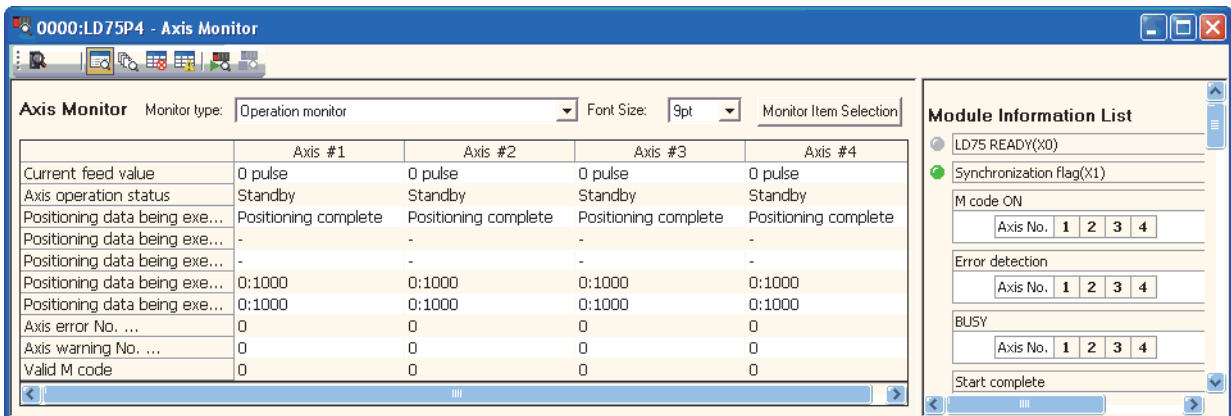 0000:LD75P4 - Axis Monitor
Axis Monitor Monitor type: Operation monitor Font Size: 9pt Monitor Item Selection
Axis #1 Axis #2 Axis #3 Axis #4
Current feed value 0 pulse 0 pulse 0 pulse 0 pulse
Axis operation status Standby Standby Standby Standby
Positioning data being exe... Positioning complete Positioning complete Positioning complete Positioning complete
Positioning data being exe... - - - -
Positioning data being exe... - - - -
Positioning data being exe... 0:1000 0:1000 0:1000 0:1000
Positioning data being exe... 0:1000 0:1000 0:1000 0:1000
Axis error No. ... 0 0 0 0
Axis warning No. ... 0 0 0 0
Valid M code 0 0 0 0
Module Information List
LD75 READY(X0)
Synchronization flag(X1)
M code ON
Axis No. 1 2 3 4
Error detection
Axis No. 1 2 3 4
BUSY
Axis No. 1 2 3 4
Start complete